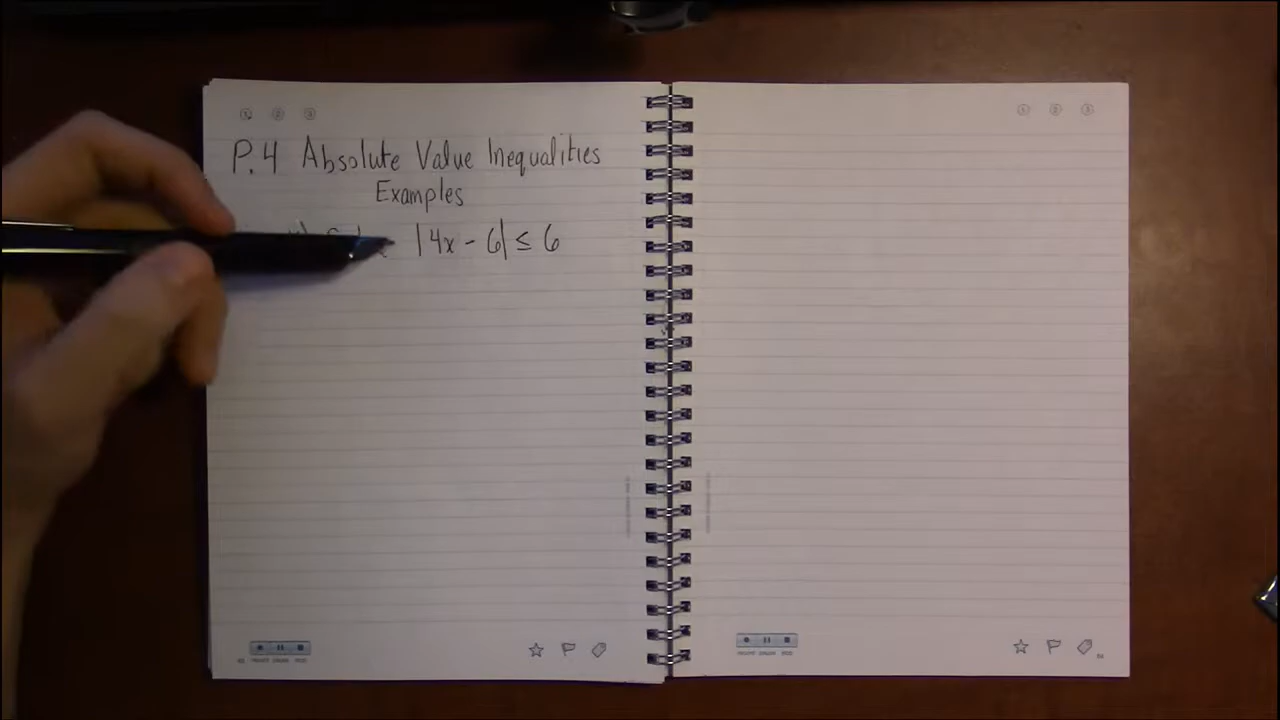 P.4 Absolute Value Inequalities
Examples
|4x - 6| ≤ 6